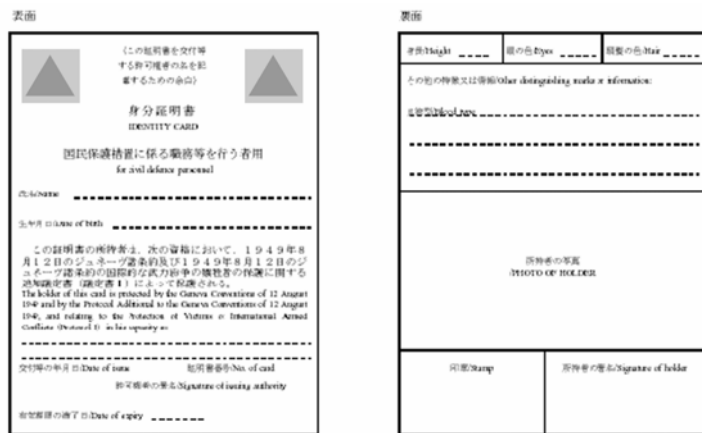 表面
(この証明書を交付等
する許可権者の名を記
載するための余白)
身分証明書
IDENTITY CARD
国民保護措置に係る職務等を行う者用
for civil defence personnel
氏名/Name
生年月日/Date of birth
この証明書の所持者は、次の資格において、1949年8
月12日のジュネーヴ諸条約及び1949年8月12日のジ
ュネーヴ諸条約の国際的な武力紛争の犠牲者の保護に関する
追加議定書(議定書Ⅰ)によって保護される。
The holder of this card is protected by the Geneva Conventions of 12 August
1949 and by the Protocol Additional to the Geneva Conventions of 12 August
1949, and relating to the Protection of Victims of International Armed
Conflicts (Protocol I) in his capacity as
交付等の年月日/Date of issue 証明書番号/No. of card
許可権者の署名/Signature of issuing authority
有効期間の満了日/Date of expiry
裏面
身長/Height 眼の色/Eyes 頭髪の色/Hair
その他の特徴又は情報/Other distinguishing marks or information:
血液型/Blood type
所持者の写真
/PHOTO OF HOLDER
印章/Stamp 所持者の署名/Signature of holder